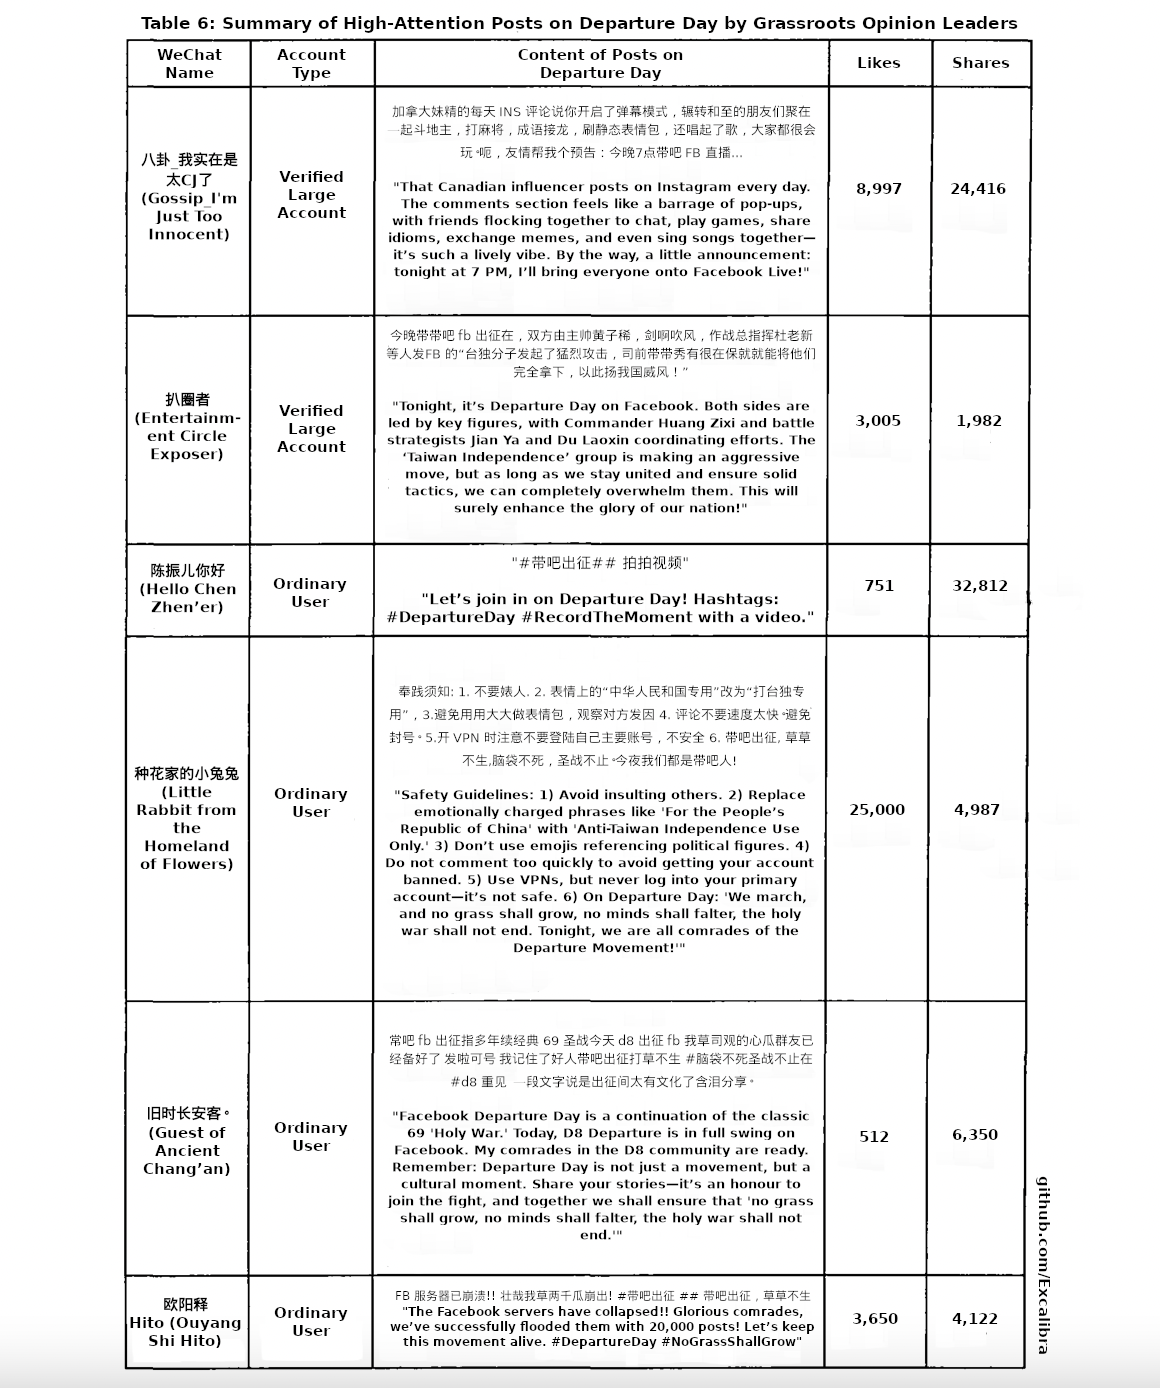 Table 6: Summary of High-Attention Posts on Departure Day by Grassroots Opinion Leaders
WeChat
Name
Account
Type
Content of Posts on
Departure Day
Likes
Shares
八卦_我实在是
太CJ了
(Gossip_I'm
Just Too
Innocent)
Verified
Large
Account
加拿大妹精的每天 INS 评论说你开启了弹幕模式，辗转和至的朋友们聚在
一起斗地主，打麻将，成语接龙，刷静态表情包，还唱起了歌，大家都很会
玩。呃，友情帮我个预告：今晚7点带吧 FB 直播...
"That Canadian influencer posts on Instagram every day.
The comments section feels like a barrage of pop-ups,
with friends flocking together to chat, play games, share
idioms, exchange memes, and even sing songs together—
it’s such a lively vibe. By the way, a little announcement:
tonight at 7 PM, I’ll bring everyone onto Facebook Live!"
8,997
24,416
扒圈者
(Entertainm-
ent Circle
Exposer)
Verified
Large
Account
今晚带带吧 fb 出征在，双方由主帅黄子稀，剑啊吹风，作战总指挥杜老新
等人发FB 的“台独分子发起了猛烈攻击，司前带带秀有很在保就就能将他们
完全拿下，以此扬我国威风！”
"Tonight, it’s Departure Day on Facebook. Both sides are
led by key figures, with Commander Huang Zixi and battle
strategists Jian Ya and Du Laoxin coordinating efforts. The
‘Taiwan Independence’ group is making an aggressive
move, but as long as we stay united and ensure solid
tactics, we can completely overwhelm them. This will
surely enhance the glory of our nation!"
3,005
1,982
陈振儿你好
(Hello Chen
Zhen’er)
Ordinary
User
"#带吧出征## 拍拍视频"
"Let’s join in on Departure Day! Hashtags:
#DepartureDay #RecordTheMoment with a video."
751
32,812
种花家的小兔兔
(Little
Rabbit from
the
Homeland
of Flowers)
Ordinary
User
奉践须知: 1. 不要婊人. 2. 表情上的“中华人民和国专用”改为“打台独专
用”，3.避免用用大大做表情包，观察对方发因 4. 评论不要速度太快。避免
封号。5.开 VPN 时注意不要登陆自己主要账号，不安全 6. 带吧出征, 草草
不生,脑袋不死，圣战不止。今夜我们都是带吧人!
"Safety Guidelines: 1) Avoid insulting others. 2) Replace
emotionally charged phrases like 'For the People’s
Republic of China' with 'Anti-Taiwan Independence Use
Only.' 3) Don’t use emojis referencing political figures. 4)
Do not comment too quickly to avoid getting your account
banned. 5) Use VPNs, but never log into your primary
account—it’s not safe. 6) On Departure Day: 'We march,
and no grass shall grow, no minds shall falter, the holy
war shall not end. Tonight, we are all comrades of the
Departure Movement!'"
25,000
4,987
旧时长安客。
(Guest of
Ancient
Chang’an)
Ordinary
User
常吧 fb 出征指多年续经典 69 圣战今天 d8 出征 fb 我草司观的心瓜群友已
经备好了 发啦可号 我记住了好人带吧出征打草不生 #脑袋不死圣战不止在
#d8 重见 一段文字说是出征间太有文化了含泪分享。
"Facebook Departure Day is a continuation of the classic
69 'Holy War.' Today, D8 Departure is in full swing on
Facebook. My comrades in the D8 community are ready.
Remember: Departure Day is not just a movement, but a
cultural moment. Share your stories—it’s an honour to
join the fight, and together we shall ensure that 'no grass
shall grow, no minds shall falter, the holy war shall not
end.'"
512
6,350
欧阳释
Hito (Ouyang
Shi Hito)
Ordinary
User
FB 服务器已崩溃!! 壮哉我草两千瓜崩出! #带吧出征 ## 带吧出征，草草不生
"The Facebook servers have collapsed!! Glorious comrades,
we’ve successfully flooded them with 20,000 posts! Let’s keep
this movement alive. #DepartureDay #NoGrassShallGrow"
3,650
4,122
github.com/Excalibra